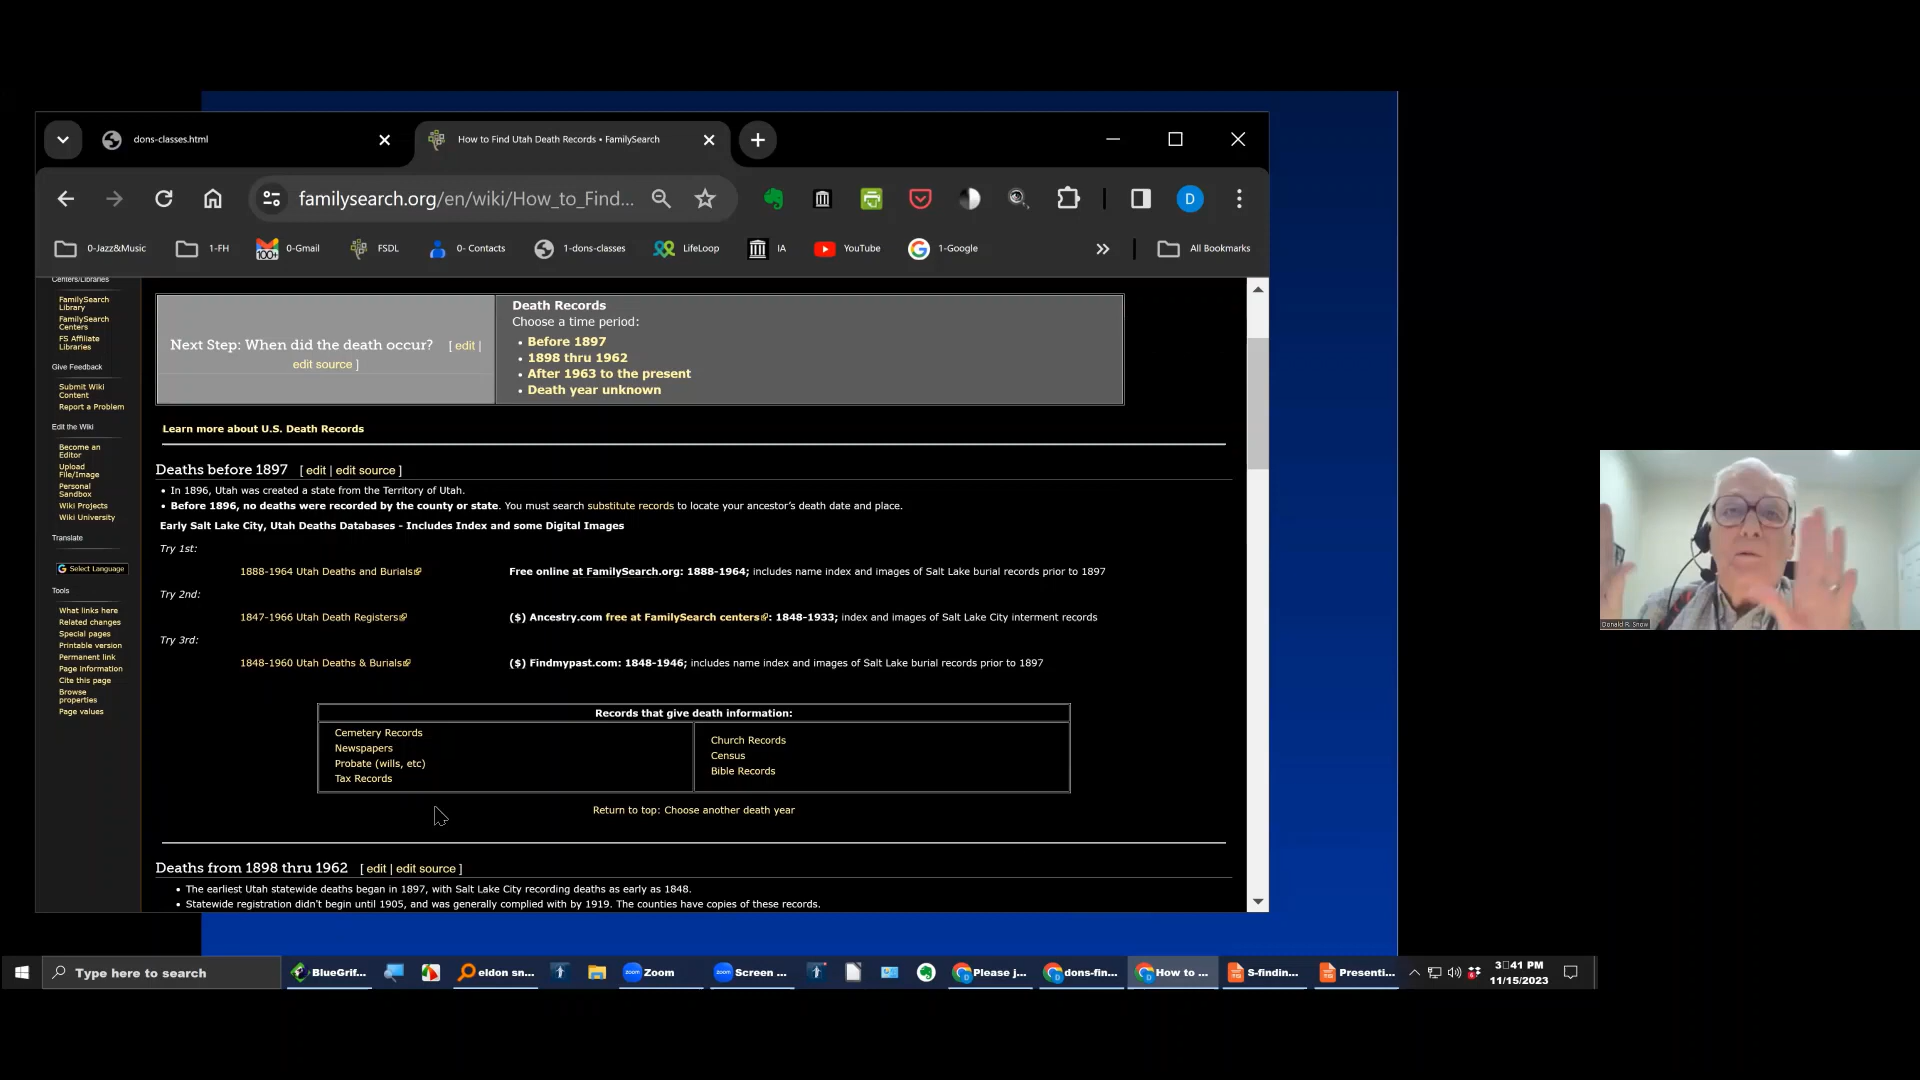 dons-classes.html
How to Find Utah Death Records • FamilySearch
familysearch.org/en/wiki/How_to_Find...
D
0-Jazz&Music
1-FH
100+
0-Gmail
FSDL
0- Contacts
1-dons-classes
LifeLoop
IA
YouTube
1-Google
All Bookmarks
Centers/Libraries
FamilySearch
Library
FamilySearch
Centers
FS Affiliate
Libraries
Give Feedback
Submit Wiki
Content
Report a Problem
Edit the Wiki
Become an
Editor
Upload
File/Image
Personal
Sandbox
Wiki Projects
Wiki University
Translate
Select Language
Tools
What links here
Related changes
Special pages
Printable version
Permanent link
Page information
Cite this page
Browse
properties
Page values
Next Step: When did the death occur? [ edit |
edit source ]
Death Records
Choose a time period:
• Before 1897
• 1898 thru 1962
• After 1963 to the present
• Death year unknown
Learn more about U.S. Death Records
Deaths before 1897 [ edit | edit source ]
• In 1896, Utah was created a state from the Territory of Utah.
• Before 1896, no deaths were recorded by the county or state. You must search substitute records to locate your ancestor's death date and place.
Early Salt Lake City, Utah Deaths Databases - Includes Index and some Digital Images
Try 1st:
1888-1964 Utah Deaths and Burials Free online at FamilySearch.org: 1888-1964; includes name index and images of Salt Lake burial records prior to 1897
Try 2nd:
1847-1966 Utah Death Registers ($) Ancestry.com free at FamilySearch centers: 1848-1933; index and images of Salt Lake City interment records
Try 3rd:
1848-1960 Utah Deaths & Burials ($) Findmypast.com: 1848-1946; includes name index and images of Salt Lake burial records prior to 1897
Records that give death information:
Cemetery Records
Newspapers
Probate (wills, etc)
Tax Records
Church Records
Census
Bible Records
Return to top: Choose another death year
Deaths from 1898 thru 1962 [ edit | edit source ]
• The earliest Utah statewide deaths began in 1897, with Salt Lake City recording deaths as early as 1848.
• Statewide registration didn't begin until 1905, and was generally complied with by 1919. The counties have copies of these records.
Donald R. Snow
Type here to search
BlueGrif...
eldon sn...
zoom Zoom
zoom Screen ...
Please j...
dons-fin...
How to ...
S-findin...
Presenti...
3:41 PM
11/15/2023